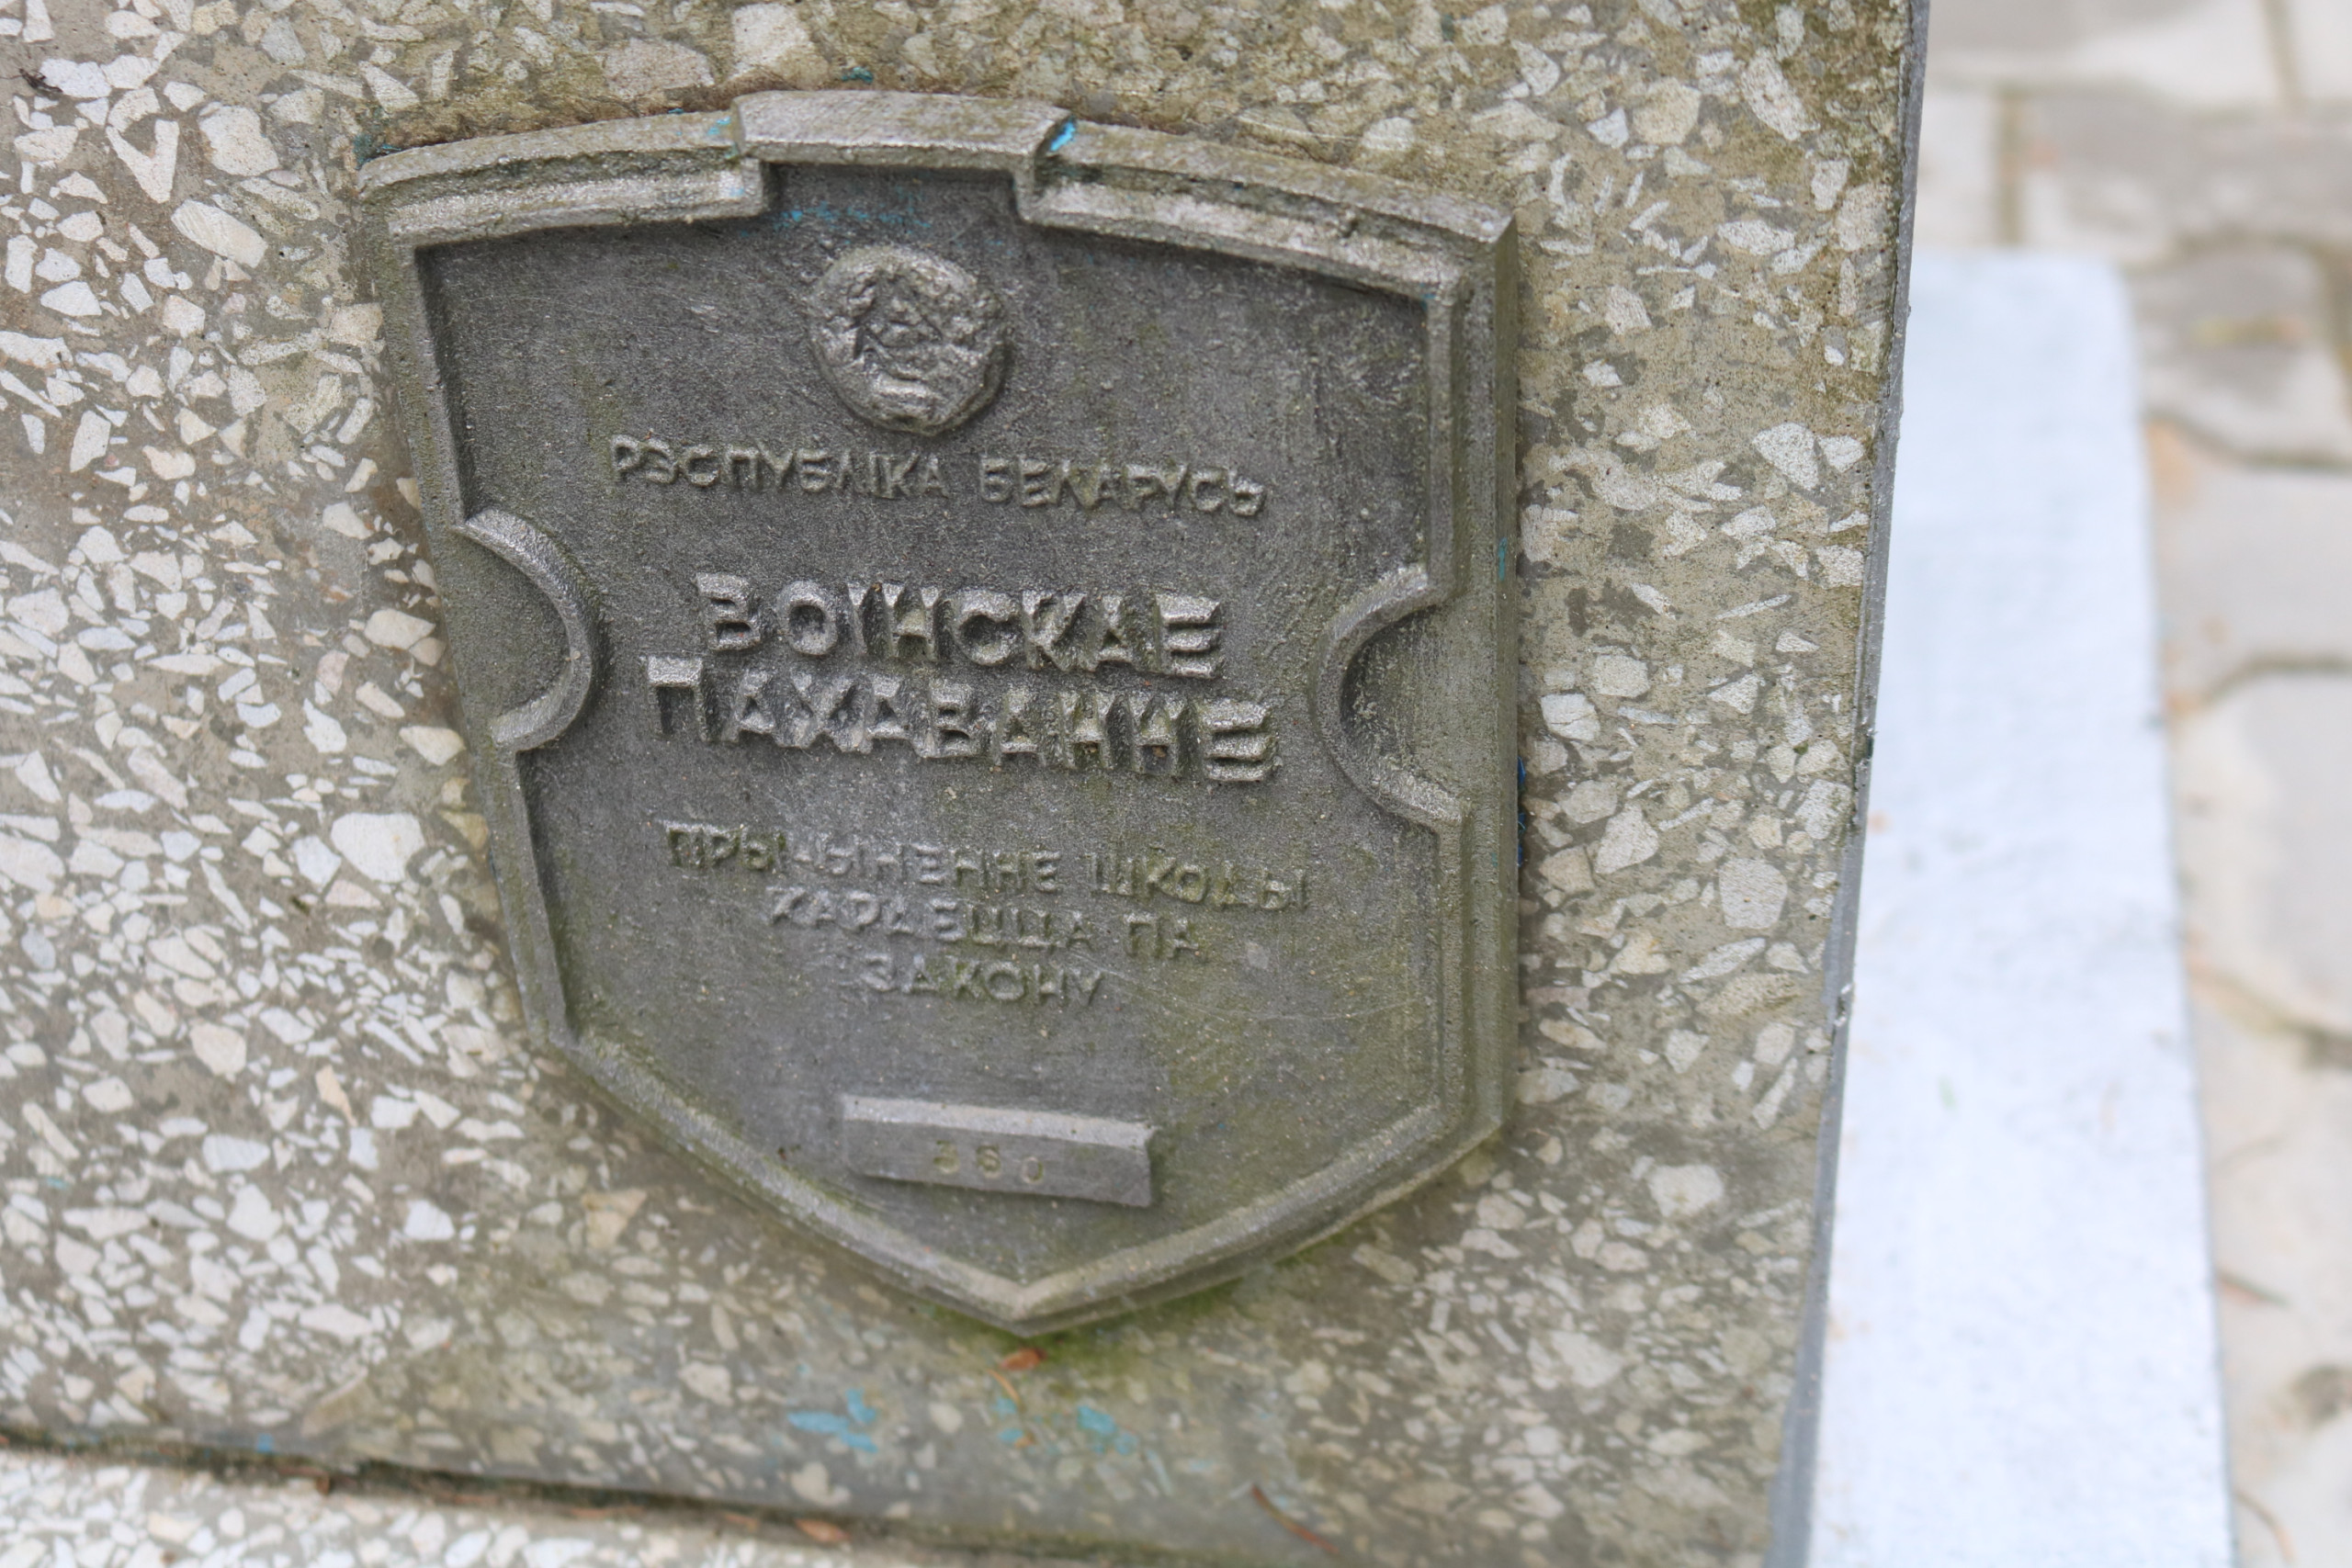 РЭСПУБЛІКА БЕЛАРУСЬ
ВОІНСКАЕ
ПАХАВАННЕ
ПРЫЧЫНЕННЕ ШКОДЫ
КАРАЕЦЦА ПА
ЗАКОНУ